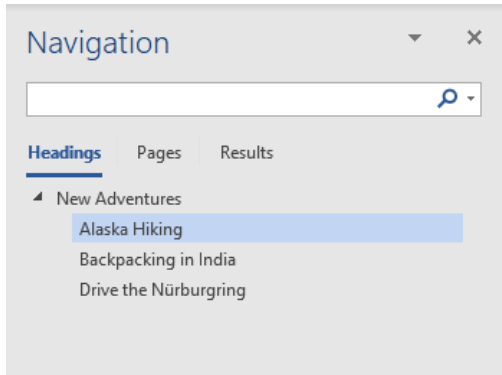 Navigation
Headings Pages Results
New Adventures
Alaska Hiking
Backpacking in India
Drive the Nürburgring